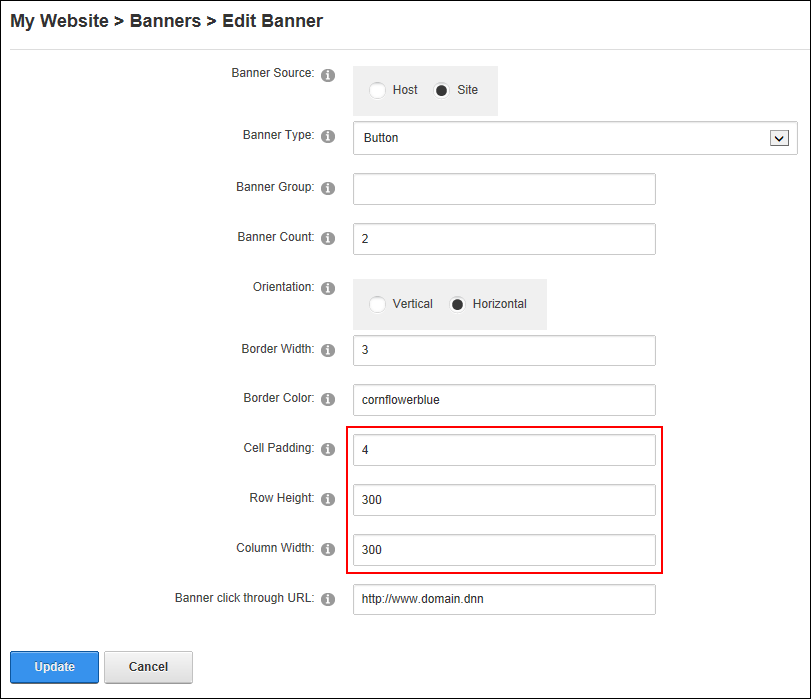 My Website > Banners > Edit Banner
Banner Source: Host Site
Banner Type: Button
Banner Group:
Banner Count: 2
Orientation: Vertical Horizontal
Border Width: 3
Border Color: cornflowerblue
Cell Padding: 4
Row Height: 300
Column Width: 300
Banner click through URL: http://www.domain.dnn
Update Cancel